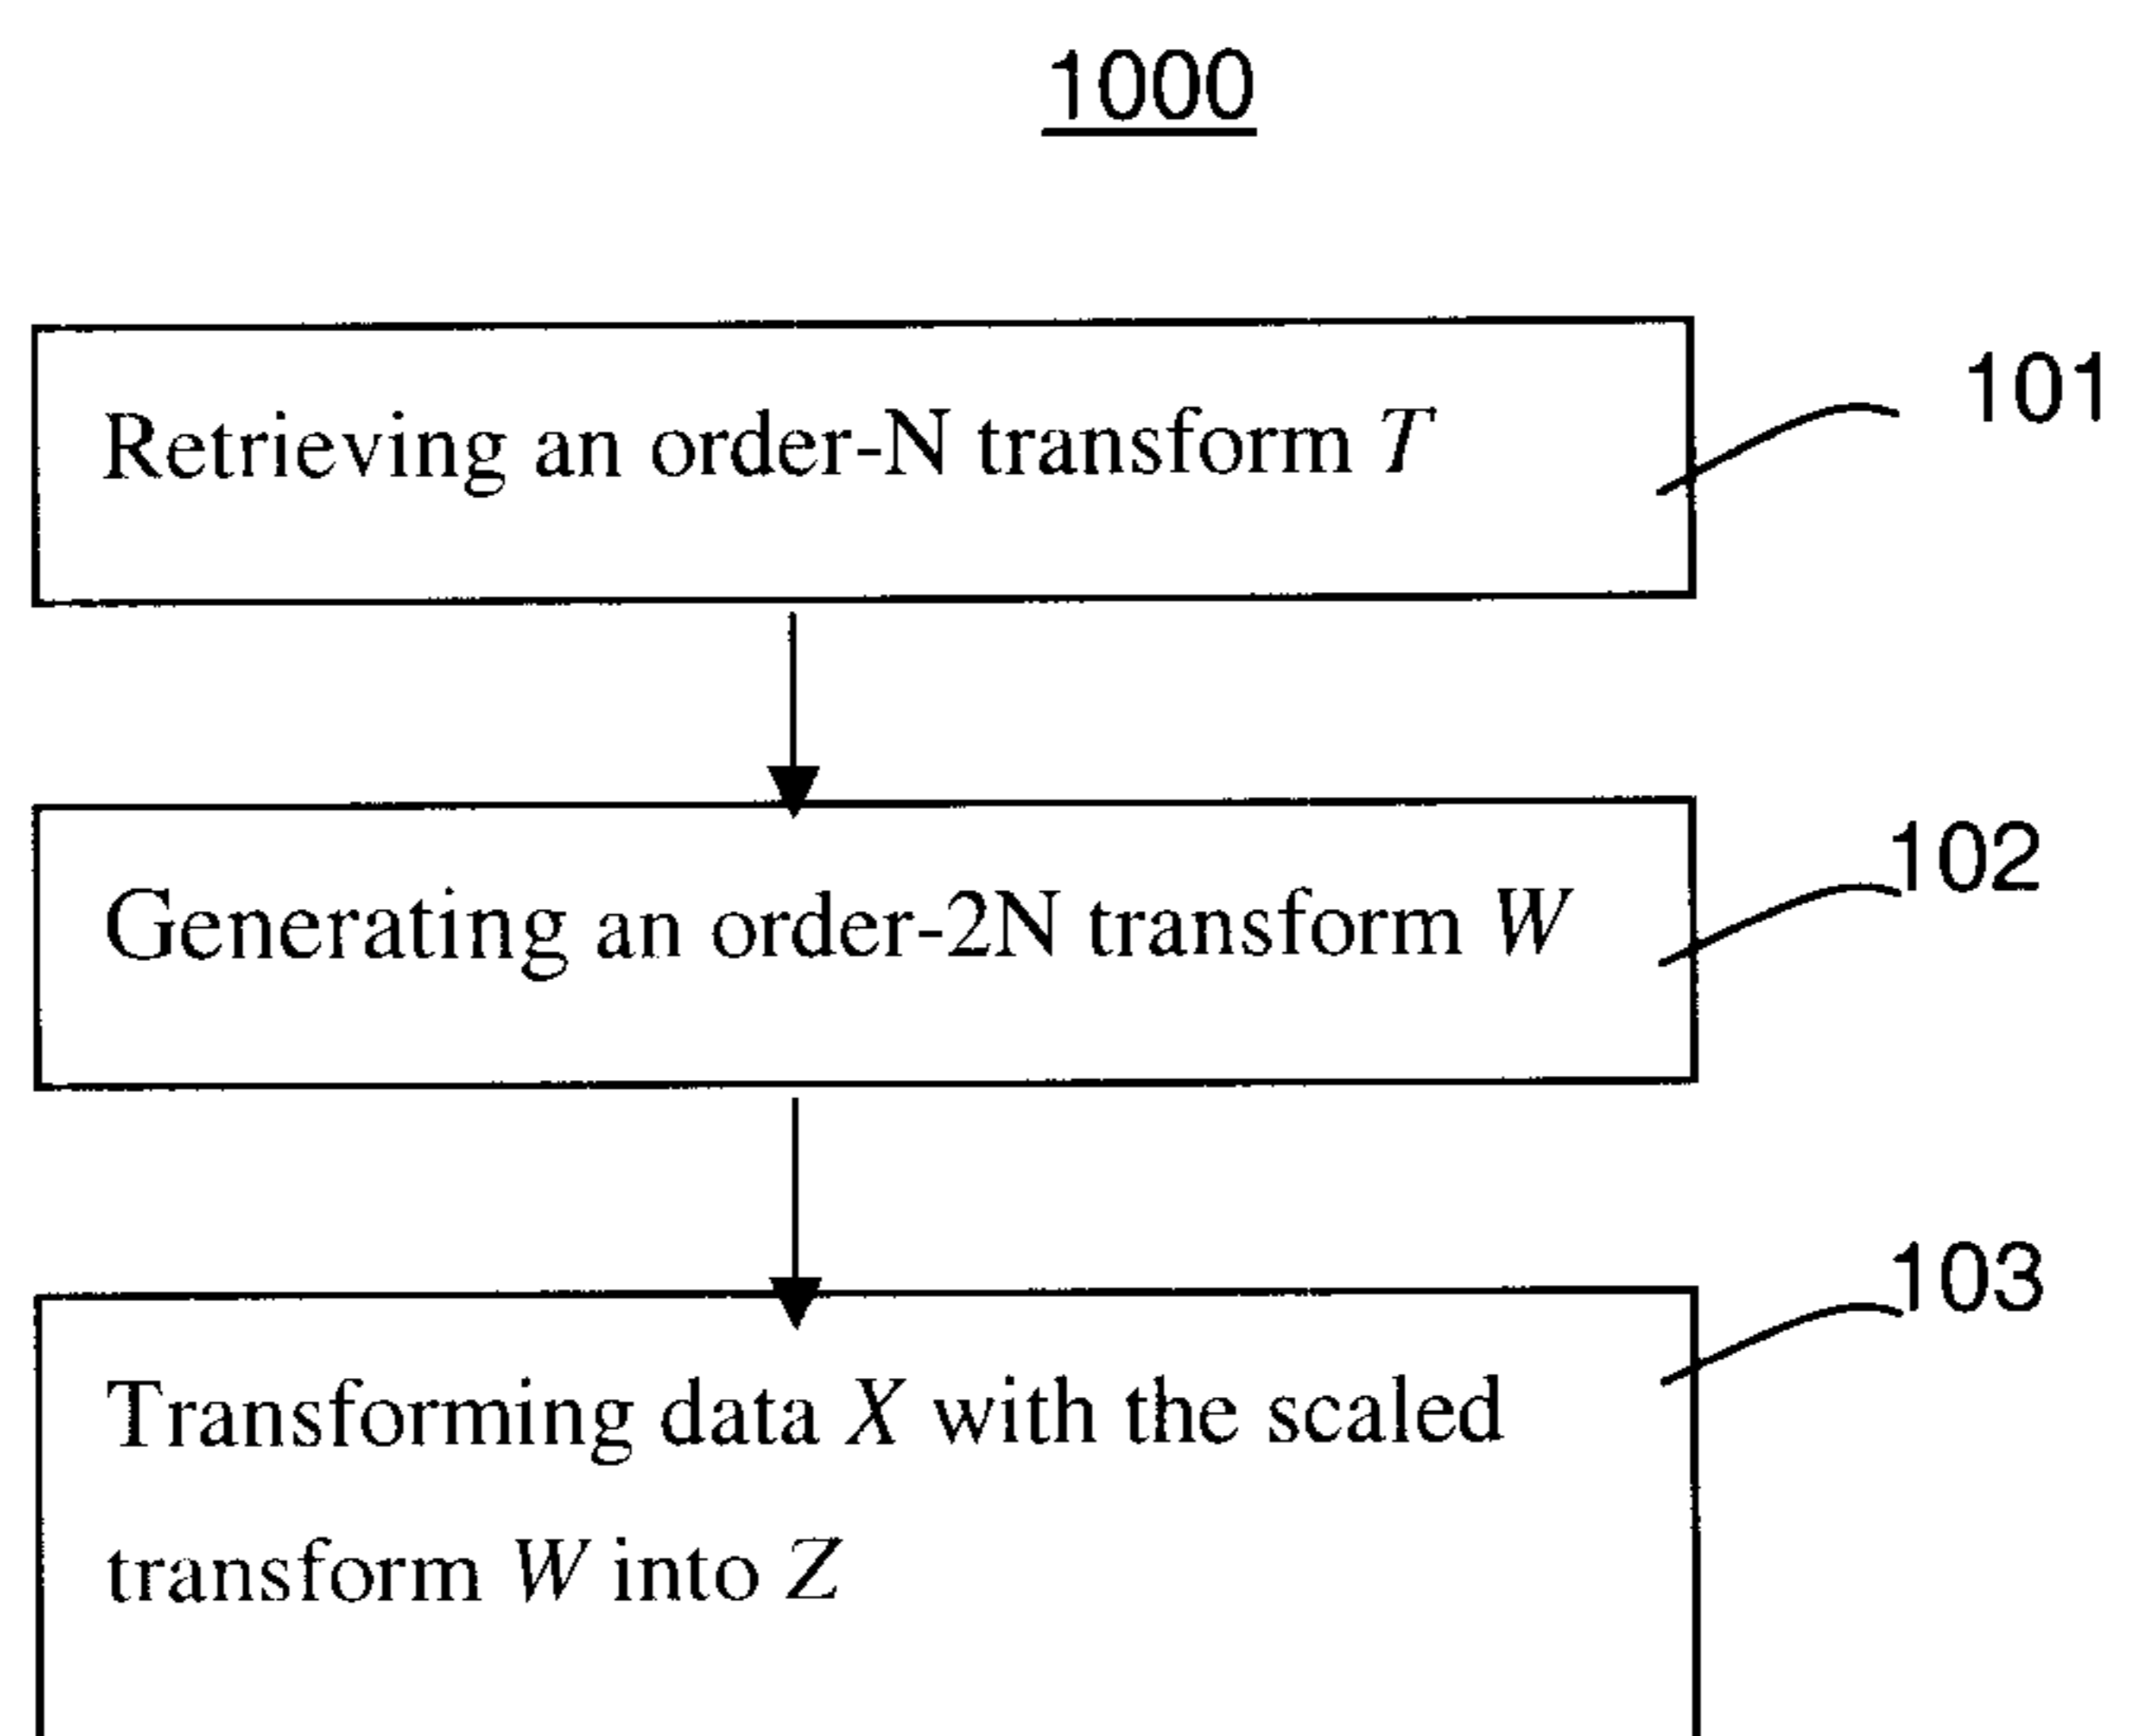 1000
Retrieving an order-N transform T
101
Generating an order-2N transform W
102
Transforming data X with the scaled
transform W into Z
103